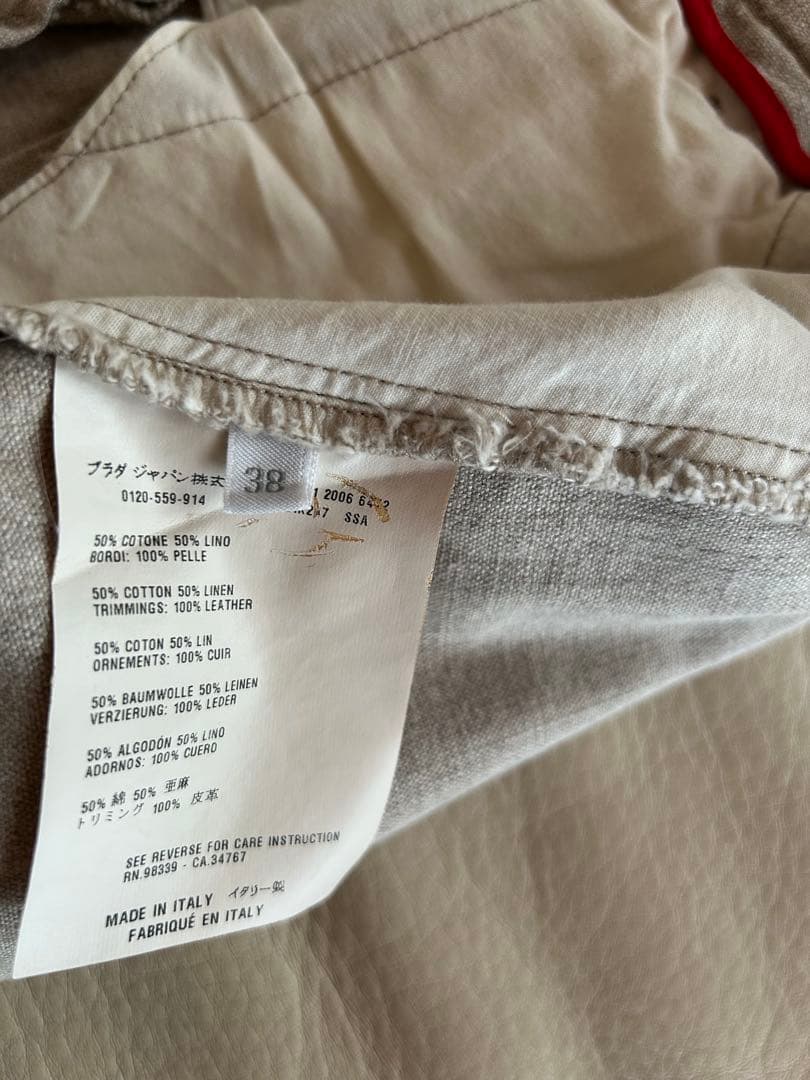 プラダ ジャパン株式
0120-559-914
38
1 2006 64
SSA
50% COTONE 50% LINO
BORDI: 100% PELLE
50% COTTON 50% LINEN
TRIMMINGS: 100% LEATHER
50% COTON 50% LIN
ORNEMENTS: 100% CUIR
50% BAUMWOLLE 50% LEINEN
VERZIERUNG: 100% LEDER
50% ALGODÓN 50% LINO
ADORNOS: 100% CUERO
50% 綿 50% 亜麻
トリミング 100% 皮革
SEE REVERSE FOR CARE INSTRUCTION
RN.98339 - CA.34767
MADE IN ITALY イタリー製
FABRIQUÉ EN ITALY